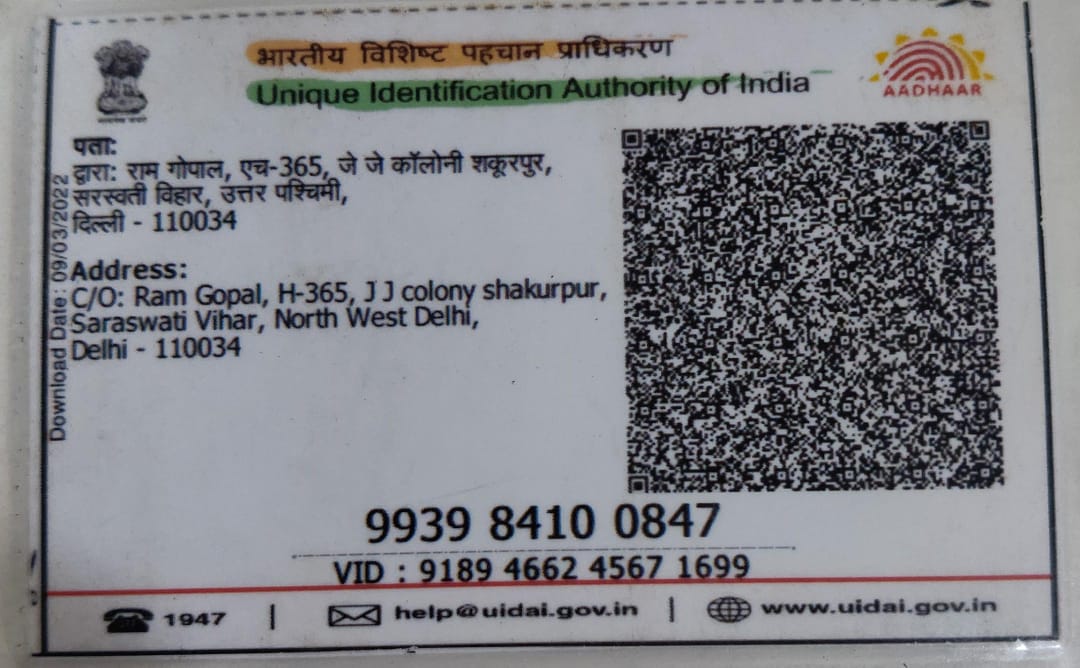 भारतीय विशिष्ट पहचान प्राधिकरण
Unique Identification Authority of India
AADHAAR
पता:
द्वारा: राम गोपाल, एच-365, जे जे कॉलोनी शकूरपुर,
सरस्वती विहार, उत्तर पश्चिमी,
दिल्ली - 110034
Address:
C/O: Ram Gopal, H-365, J J colony shakurpur,
Saraswati Vihar, North West Delhi,
Delhi - 110034
Download Date: 09/03/2022
9939 8410 0847
VID : 9189 4662 4567 1699
1947 | help@uidai.gov.in | www.uidai.gov.in